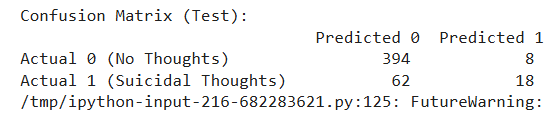 Confusion Matrix (Test):
Predicted 0 Predicted 1
Actual 0 (No Thoughts) 394 8
Actual 1 (Suicidal Thoughts) 62 18
/tmp/ipython-input-216-682283621.py:125: FutureWarning: